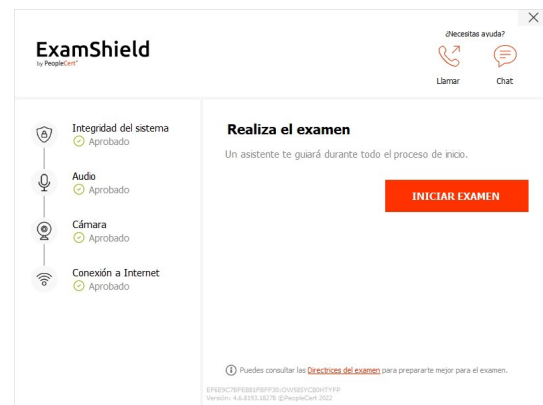 ¿Necesitas ayuda?
ExamShield
by PeopleCert
Llamar
Chat
Integridad del sistema
Aprobado
Audio
Aprobado
Cámara
Aprobado
Conexión a Internet
Aprobado
Realiza el examen
Un asistente te guiará durante todo el proceso de inicio.
INICIAR EXAMEN
Puedes consultar las Directrices del examen para prepararte mejor para el examen.
Versión: 4.6.8193.18278 @PeopleCert 2022